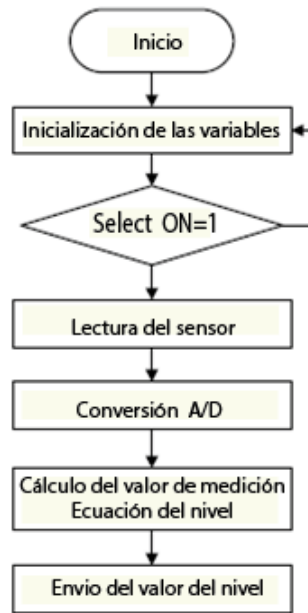 Inicio
Inicialización de las variables
Select ON=1
Lectura del sensor
Conversión A/D
Cálculo del valor de medición
Ecuación del nivel
Envio del valor del nivel